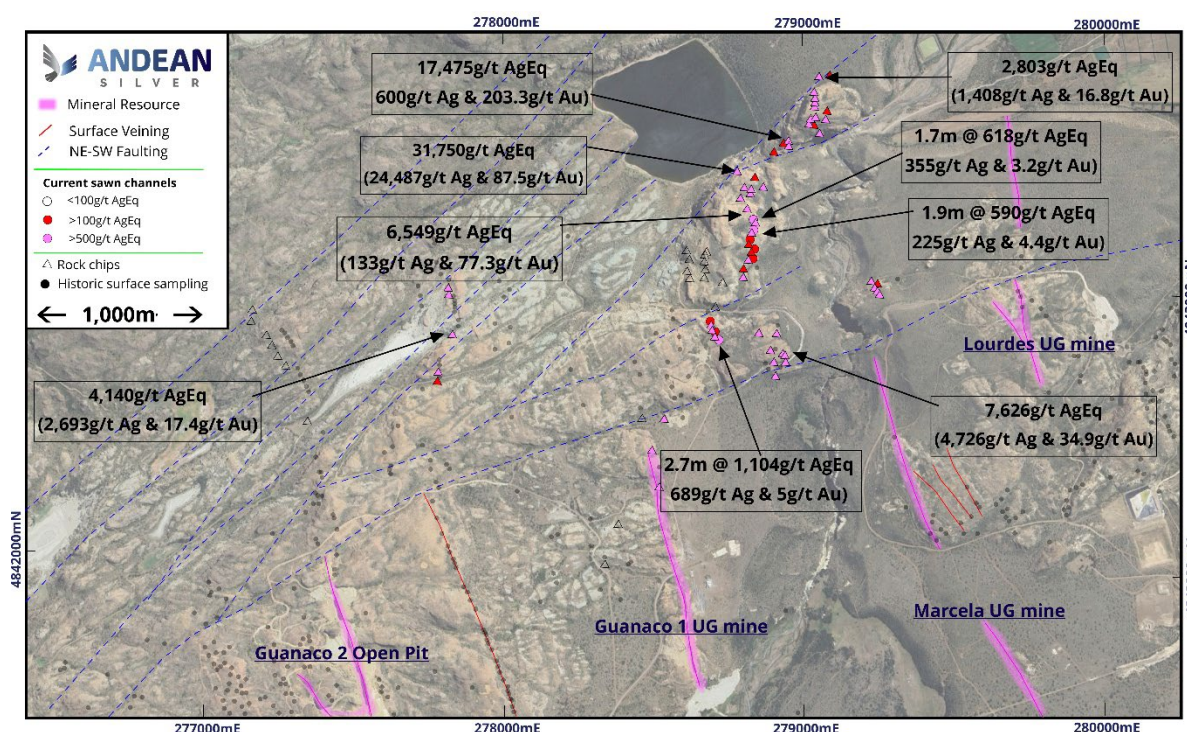 278000mE
279000mE
280000mE
ANDEAN
SILVER
Mineral Resource
Surface Veining
NE-SW Faulting
Current sawn channels
<100g/t AgEq
>100g/t AgEq
>500g/t AgEq
Rock chips
Historic surface sampling
1,000m
17,475g/t AgEq
600g/t Ag & 203.3g/t Au)
2,803g/t AgEq
(1,408g/t Ag & 16.8g/t Au)
31,750g/t AgEq
(24,487g/t Ag & 87.5g/t Au)
1.7m @ 618g/t AgEq
355g/t Ag & 3.2g/t Au)
6,549g/t AgEq
(133g/t Ag & 77.3g/t Au)
1.9m @ 590g/t AgEq
225g/t Ag & 4.4g/t Au)
Lourdes UG mine
4,140g/t AgEq
(2,693g/t Ag & 17.4g/t Au)
7,626g/t AgEq
(4,726g/t Ag & 34.9g/t Au)
2.7m @ 1,104g/t AgEq
689g/t Ag & 5g/t Au)
4842000mN
Marcela UG mine
Guanaco 1 UG mine
Guanaco 2 Open Pit
277000mE
278000mE
279000mE
280000mE